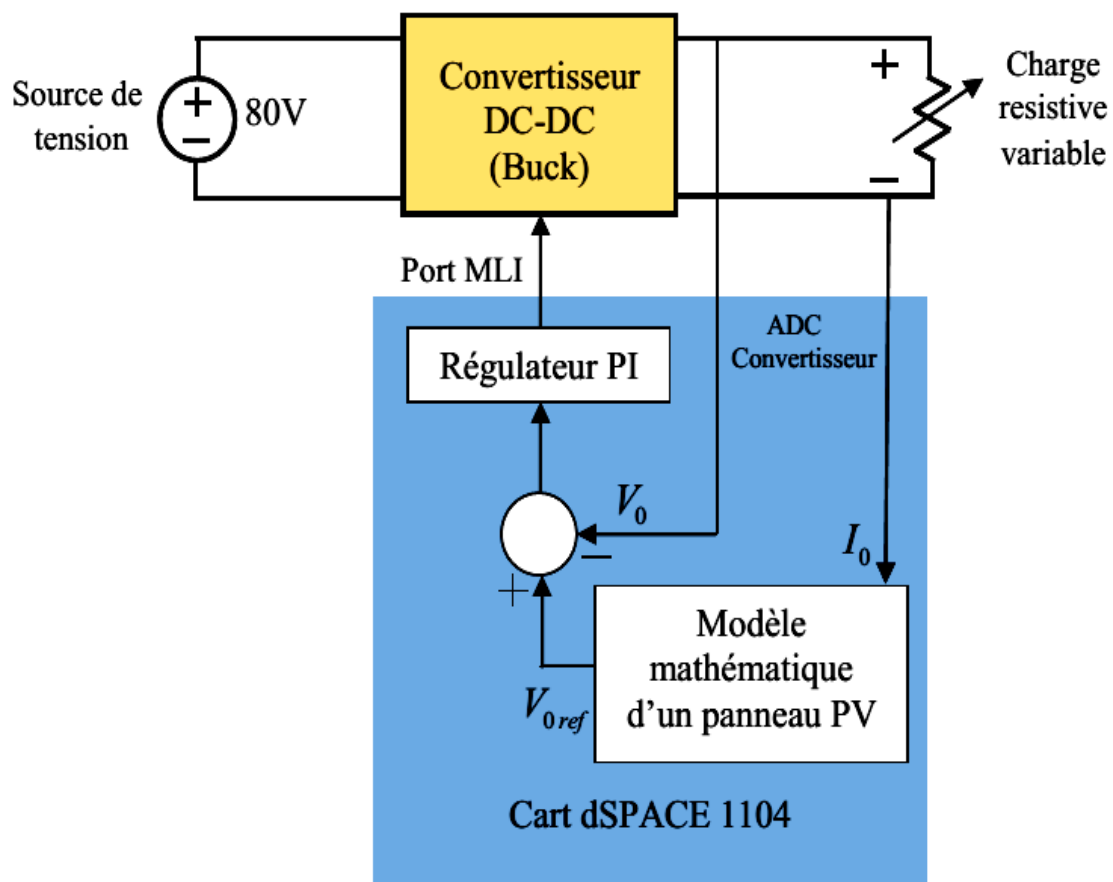 Source de
tension
+
−
80V
Convertisseur
DC-DC
(Buck)
+
−
Charge
resistive
variable
Port MLI
ADC
Convertisseur
Régulateur PI
V0
−
+
I0
V0 ref
Modèle
mathématique
d'un panneau PV
Cart dSPACE 1104